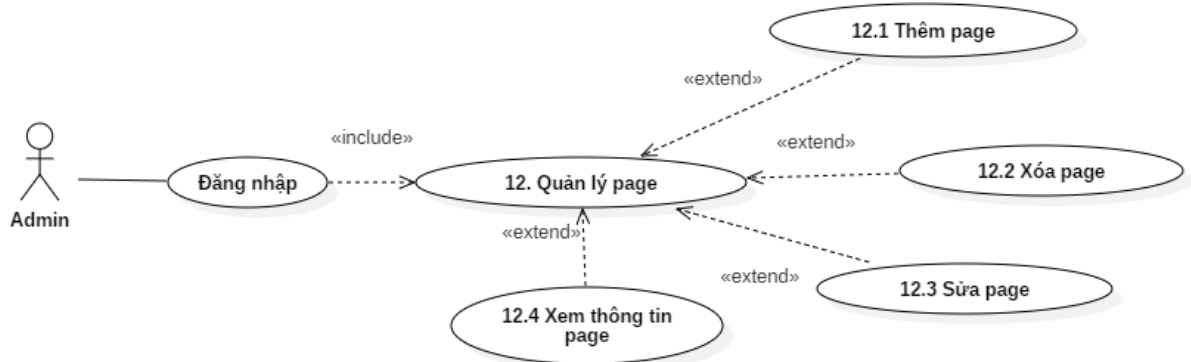 12.1 Thêm page
«extend»
«include»
«extend»
Đăng nhập
12. Quản lý page
12.2 Xóa page
Admin
«extend»
«extend»
12.3 Sửa page
12.4 Xem thông tin
page